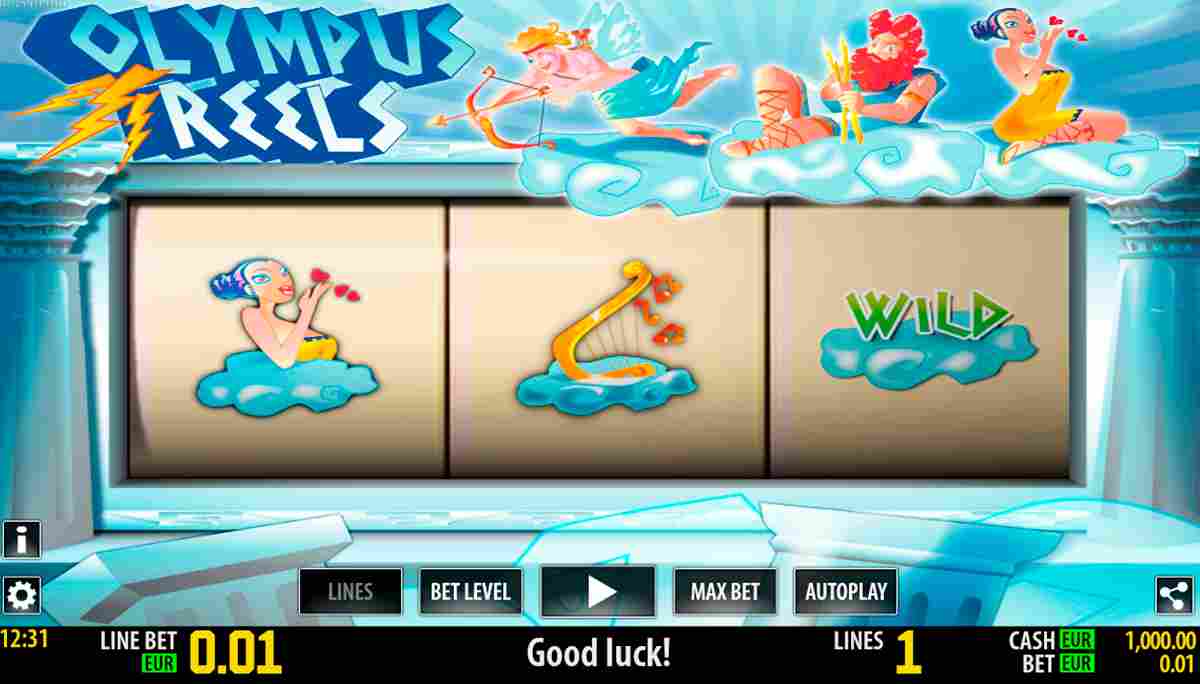 OLYMPUS
REELS
WILD
i
LINES
BET LEVEL
MAX BET
AUTOPLAY
12:31
LINE BET
EUR
0.01
Good luck!
LINES
1
CASH EUR 1,000.00
BET EUR 0.01